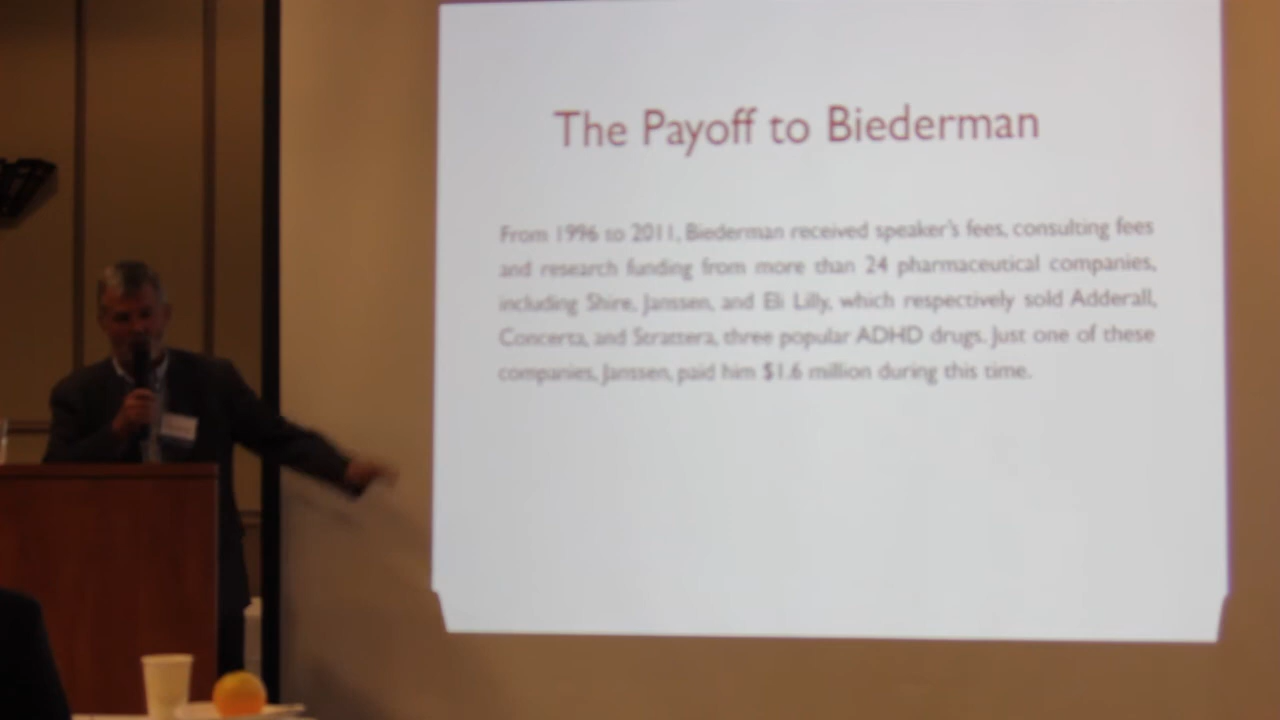 The Payoff to Biederman
From 1996 to 2011, Biederman received speaker's fees, consulting fees
and research funding from more than 24 pharmaceutical companies,
including Shire, Janssen, and Eli Lilly, which respectively sold Adderall,
Concerta, and Strattera, three popular ADHD drugs. Just one of these
companies, Janssen, paid him $1.6 million during this time.